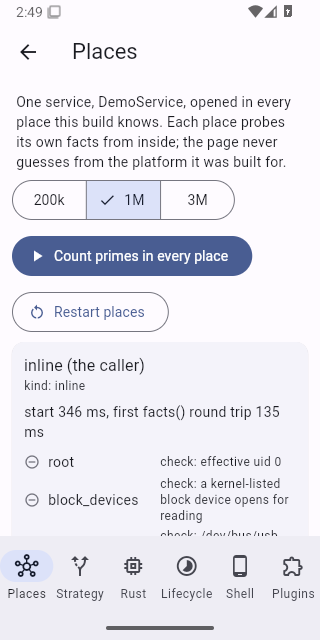 2:49
Places
One service, DemoService, opened in every
place this build knows. Each place probes
its own facts from inside; the page never
guesses from the platform it was built for.
200k 1M 3M
Count primes in every place
Restart places
inline (the caller)
kind: inline
start 346 ms, first facts() round trip 135
ms
root check: effective uid 0
block_devices check: a kernel-listed
block device opens for
reading
check: /dev/bus/usb
Places Strategy Rust Lifecycle Shell Plugins